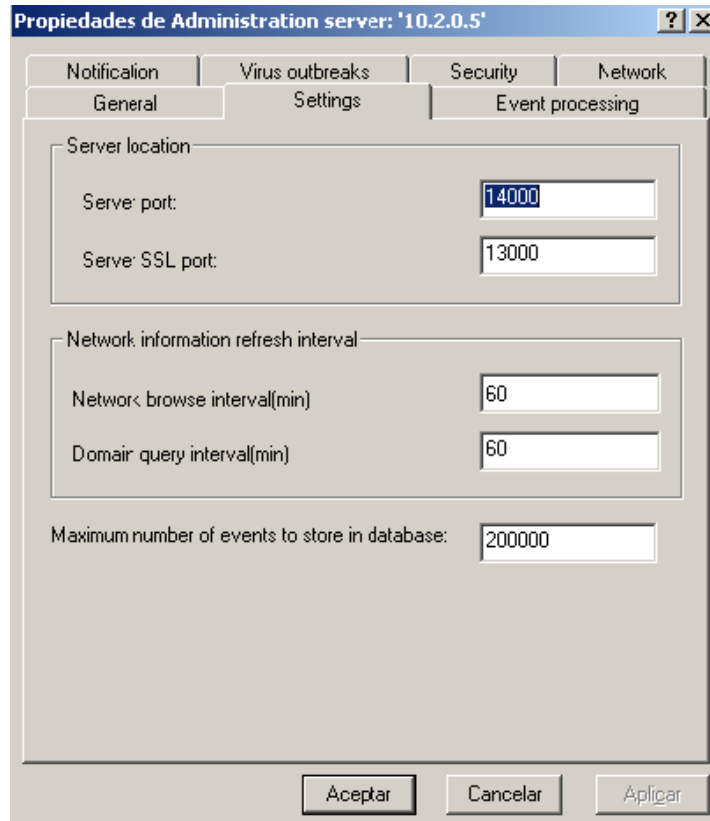 Propiedades de Administration server: '10.2.0.5'
Notification Virus outbreaks Security Network
General Settings Event processing
Server location
Server port: 14000
Server SSL port: 13000
Network information refresh interval
Network browse interval(min) 60
Domain query interval(min) 60
Maximum number of events to store in database: 200000
Aceptar Cancelar Aplicar